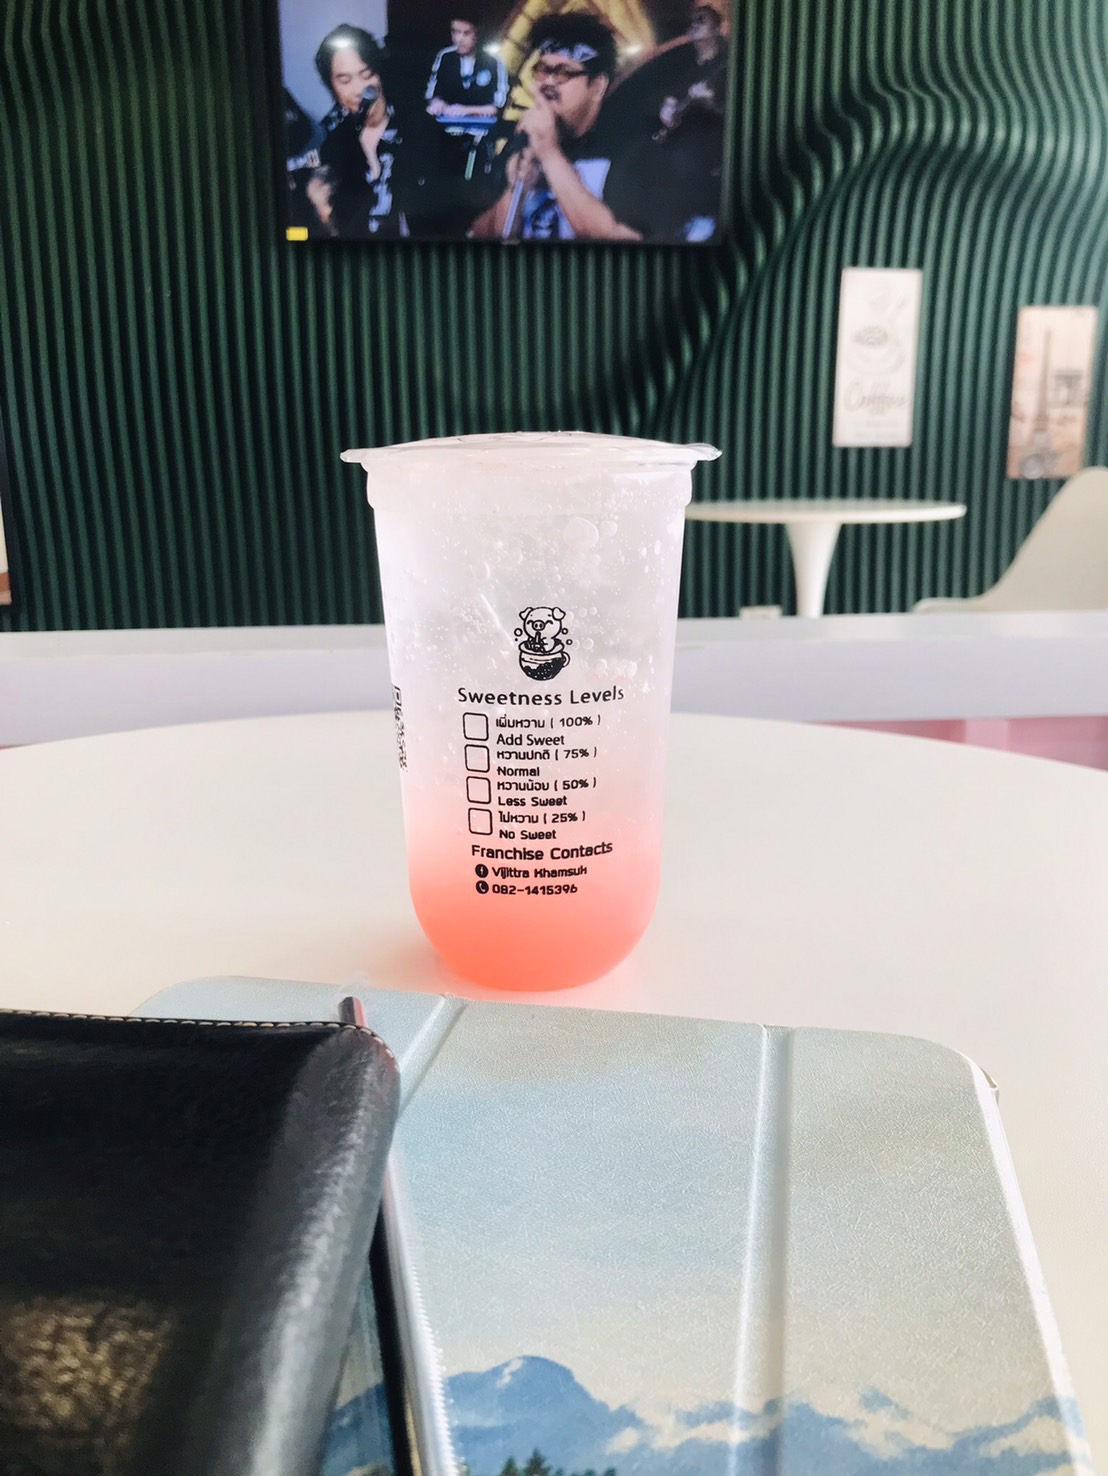 Coffee
Sweetness Levels
เพิ่มหวาน ( 100% )
Add Sweet
หวานปกติ ( 75% )
Normal
หวานน้อย ( 50% )
Less Sweet
ไม่หวาน ( 25% )
No Sweet
Franchise Contacts
Vijittra Khamsuk
082-1415396